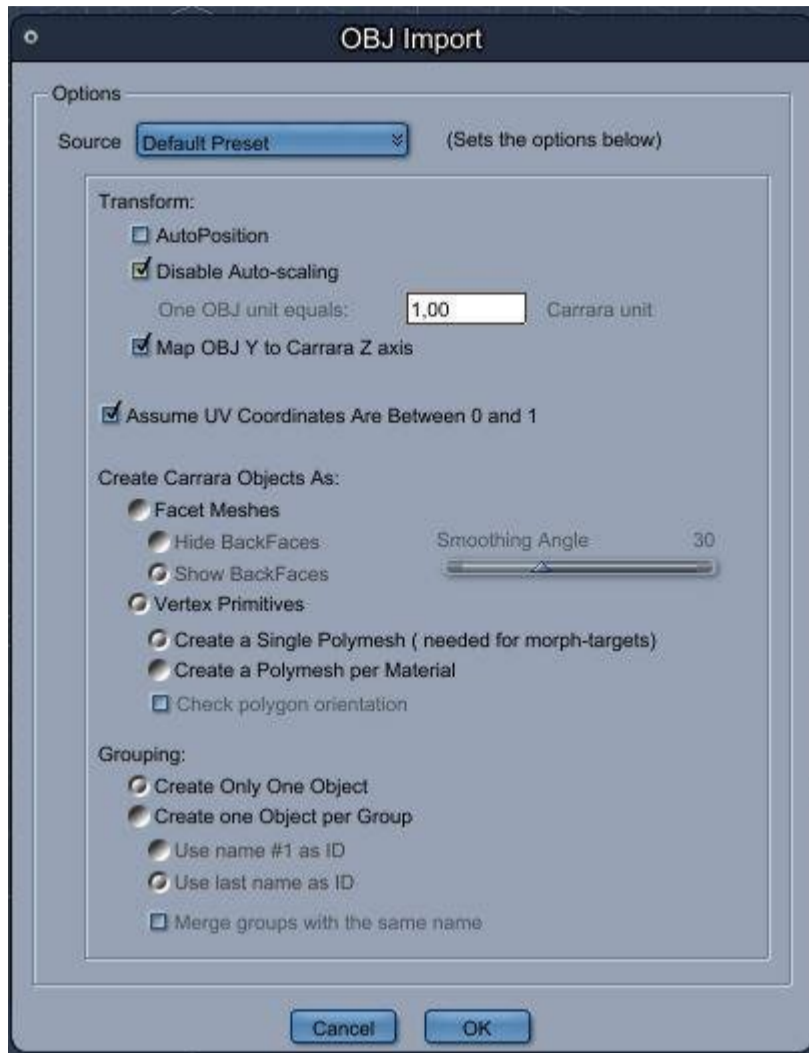 OBJ Import
Options
Source Default Preset (Sets the options below)
Transform:
AutoPosition
Disable Auto-scaling
One OBJ unit equals: 1,00 Carrara unit
Map OBJ Y to Carrara Z axis
Assume UV Coordinates Are Between 0 and 1
Create Carrara Objects As:
Facet Meshes
Hide BackFaces Smoothing Angle 30
Show BackFaces
Vertex Primitives
Create a Single Polymesh ( needed for morph-targets)
Create a Polymesh per Material
Check polygon orientation
Grouping:
Create Only One Object
Create one Object per Group
Use name #1 as ID
Use last name as ID
Merge groups with the same name
Cancel OK